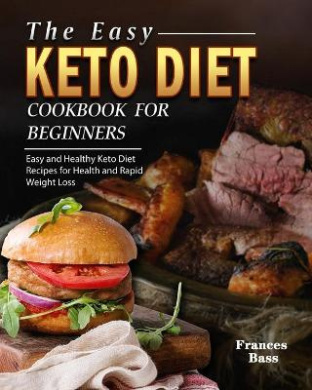 The Easy
KETO DIET
COOKBOOK FOR
BEGINNERS
Easy and Healthy Keto Diet
Recipes for Health and Rapid
Weight Loss
Frances
Bass